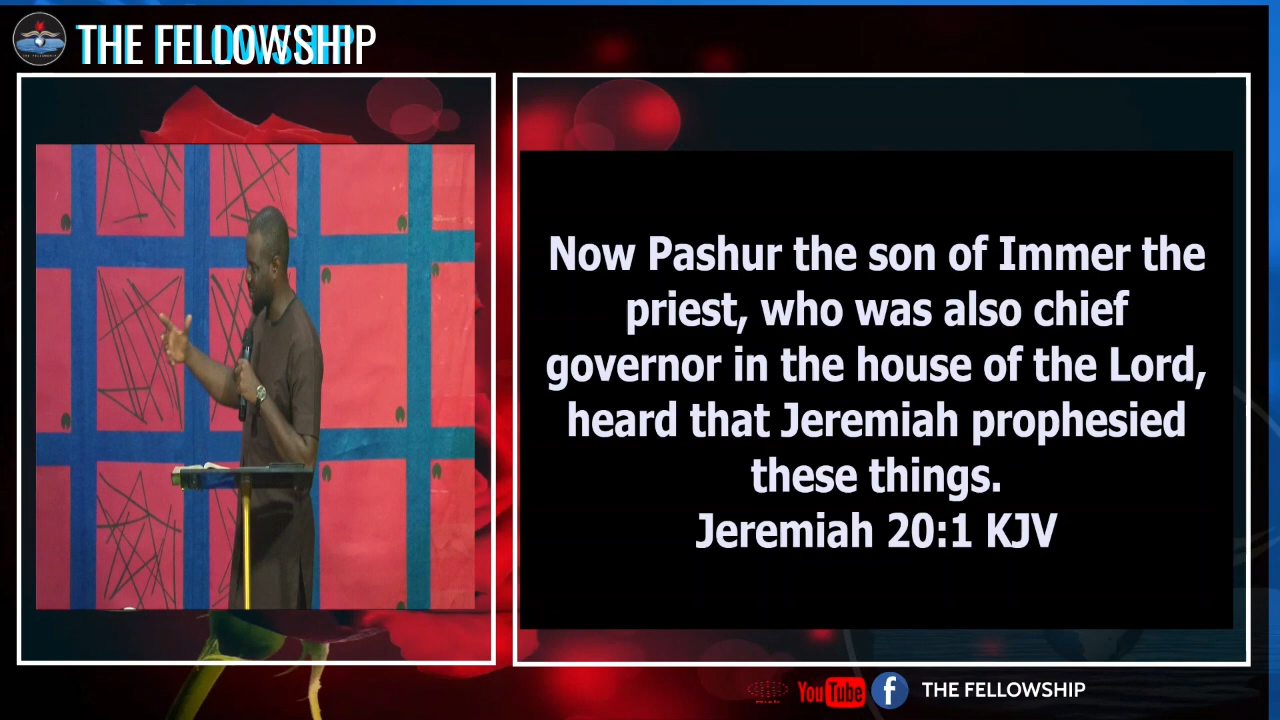 THE FELLOWSHIP
Now Pashur the son of Immer the
priest, who was also chief
governor in the house of the Lord,
heard that Jeremiah prophesied
these things.
Jeremiah 20:1 KJV
YouTube
THE FELLOWSHIP